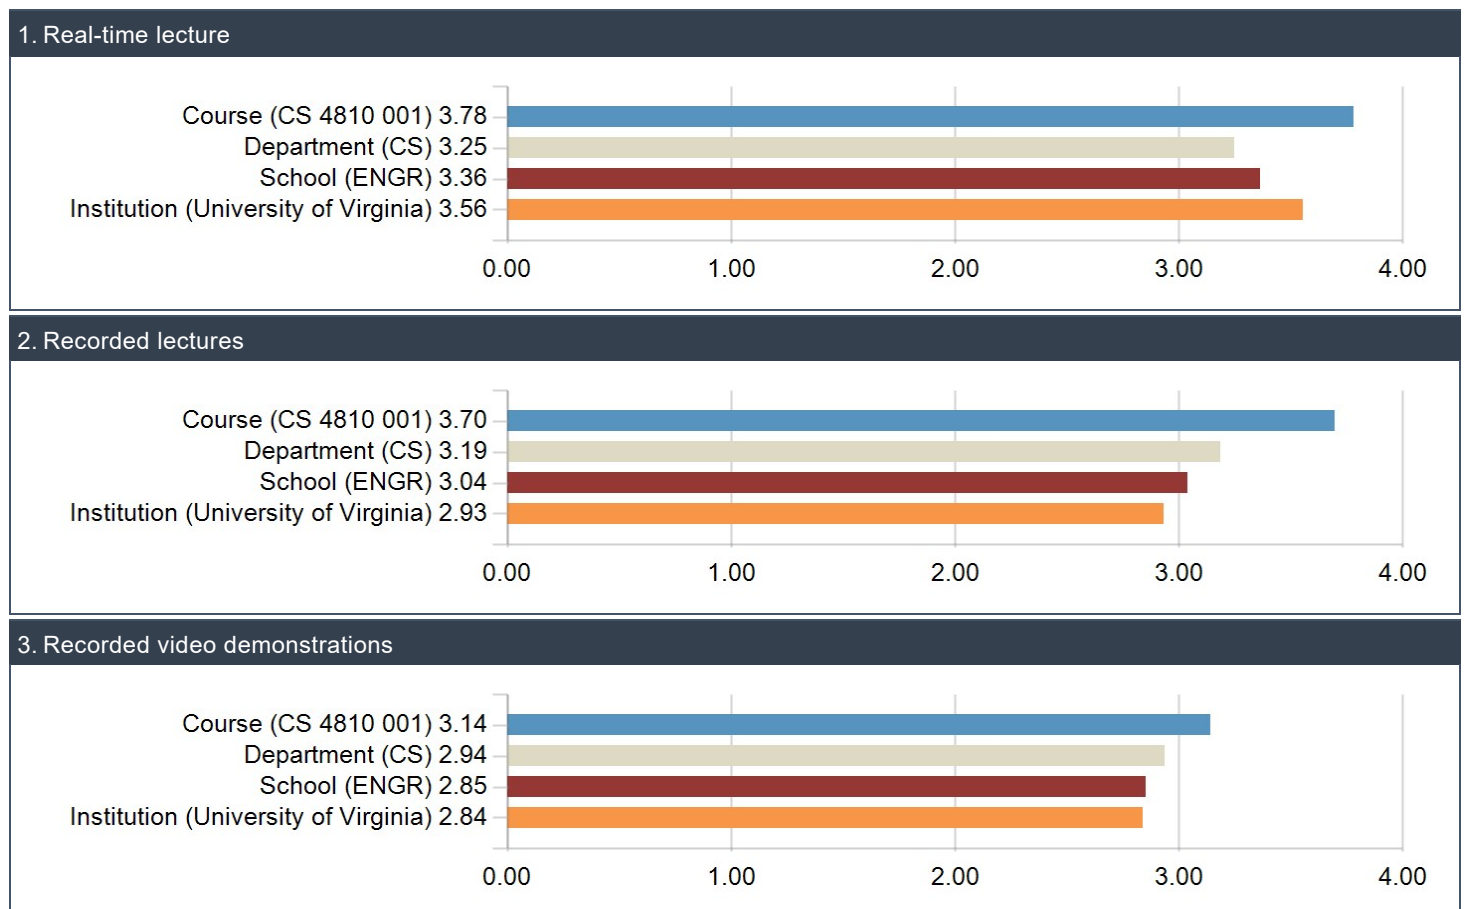 1. Real-time lecture
Course (CS 4810 001) 3.78
Department (CS) 3.25
School (ENGR) 3.36
Institution (University of Virginia) 3.56
0.00 1.00 2.00 3.00 4.00
2. Recorded lectures
Course (CS 4810 001) 3.70
Department (CS) 3.19
School (ENGR) 3.04
Institution (University of Virginia) 2.93
0.00 1.00 2.00 3.00 4.00
3. Recorded video demonstrations
Course (CS 4810 001) 3.14
Department (CS) 2.94
School (ENGR) 2.85
Institution (University of Virginia) 2.84
0.00 1.00 2.00 3.00 4.00